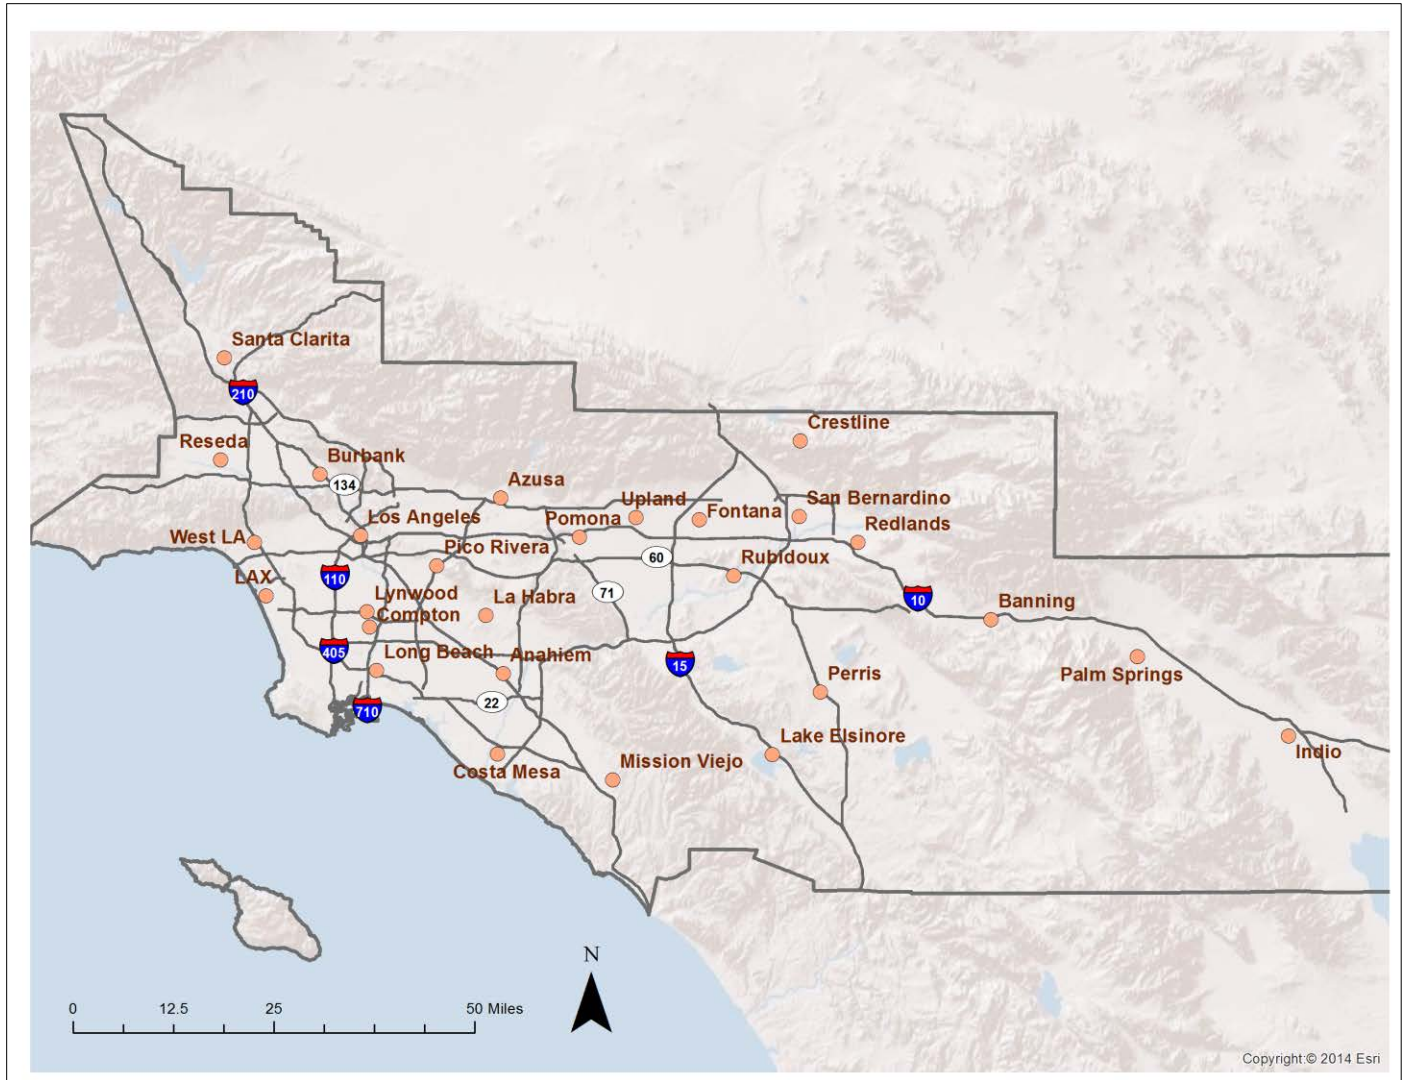 Santa Clarita
210
Crestline
Reseda
Burbank
134
Azusa
Upland
San Bernardino
Fontana
Los Angeles
Pomona
Redlands
West LA
Pico Rivera
60
Rubidoux
LAX
110
71
Lynwood
La Habra
10
Banning
Compton
405
Long Beach
Anahiem
15
Palm Springs
Perris
22
710
Lake Elsinore
Indio
Mission Viejo
Costa Mesa
N
0 12.5 25 50 Miles
Copyright:© 2014 Esri